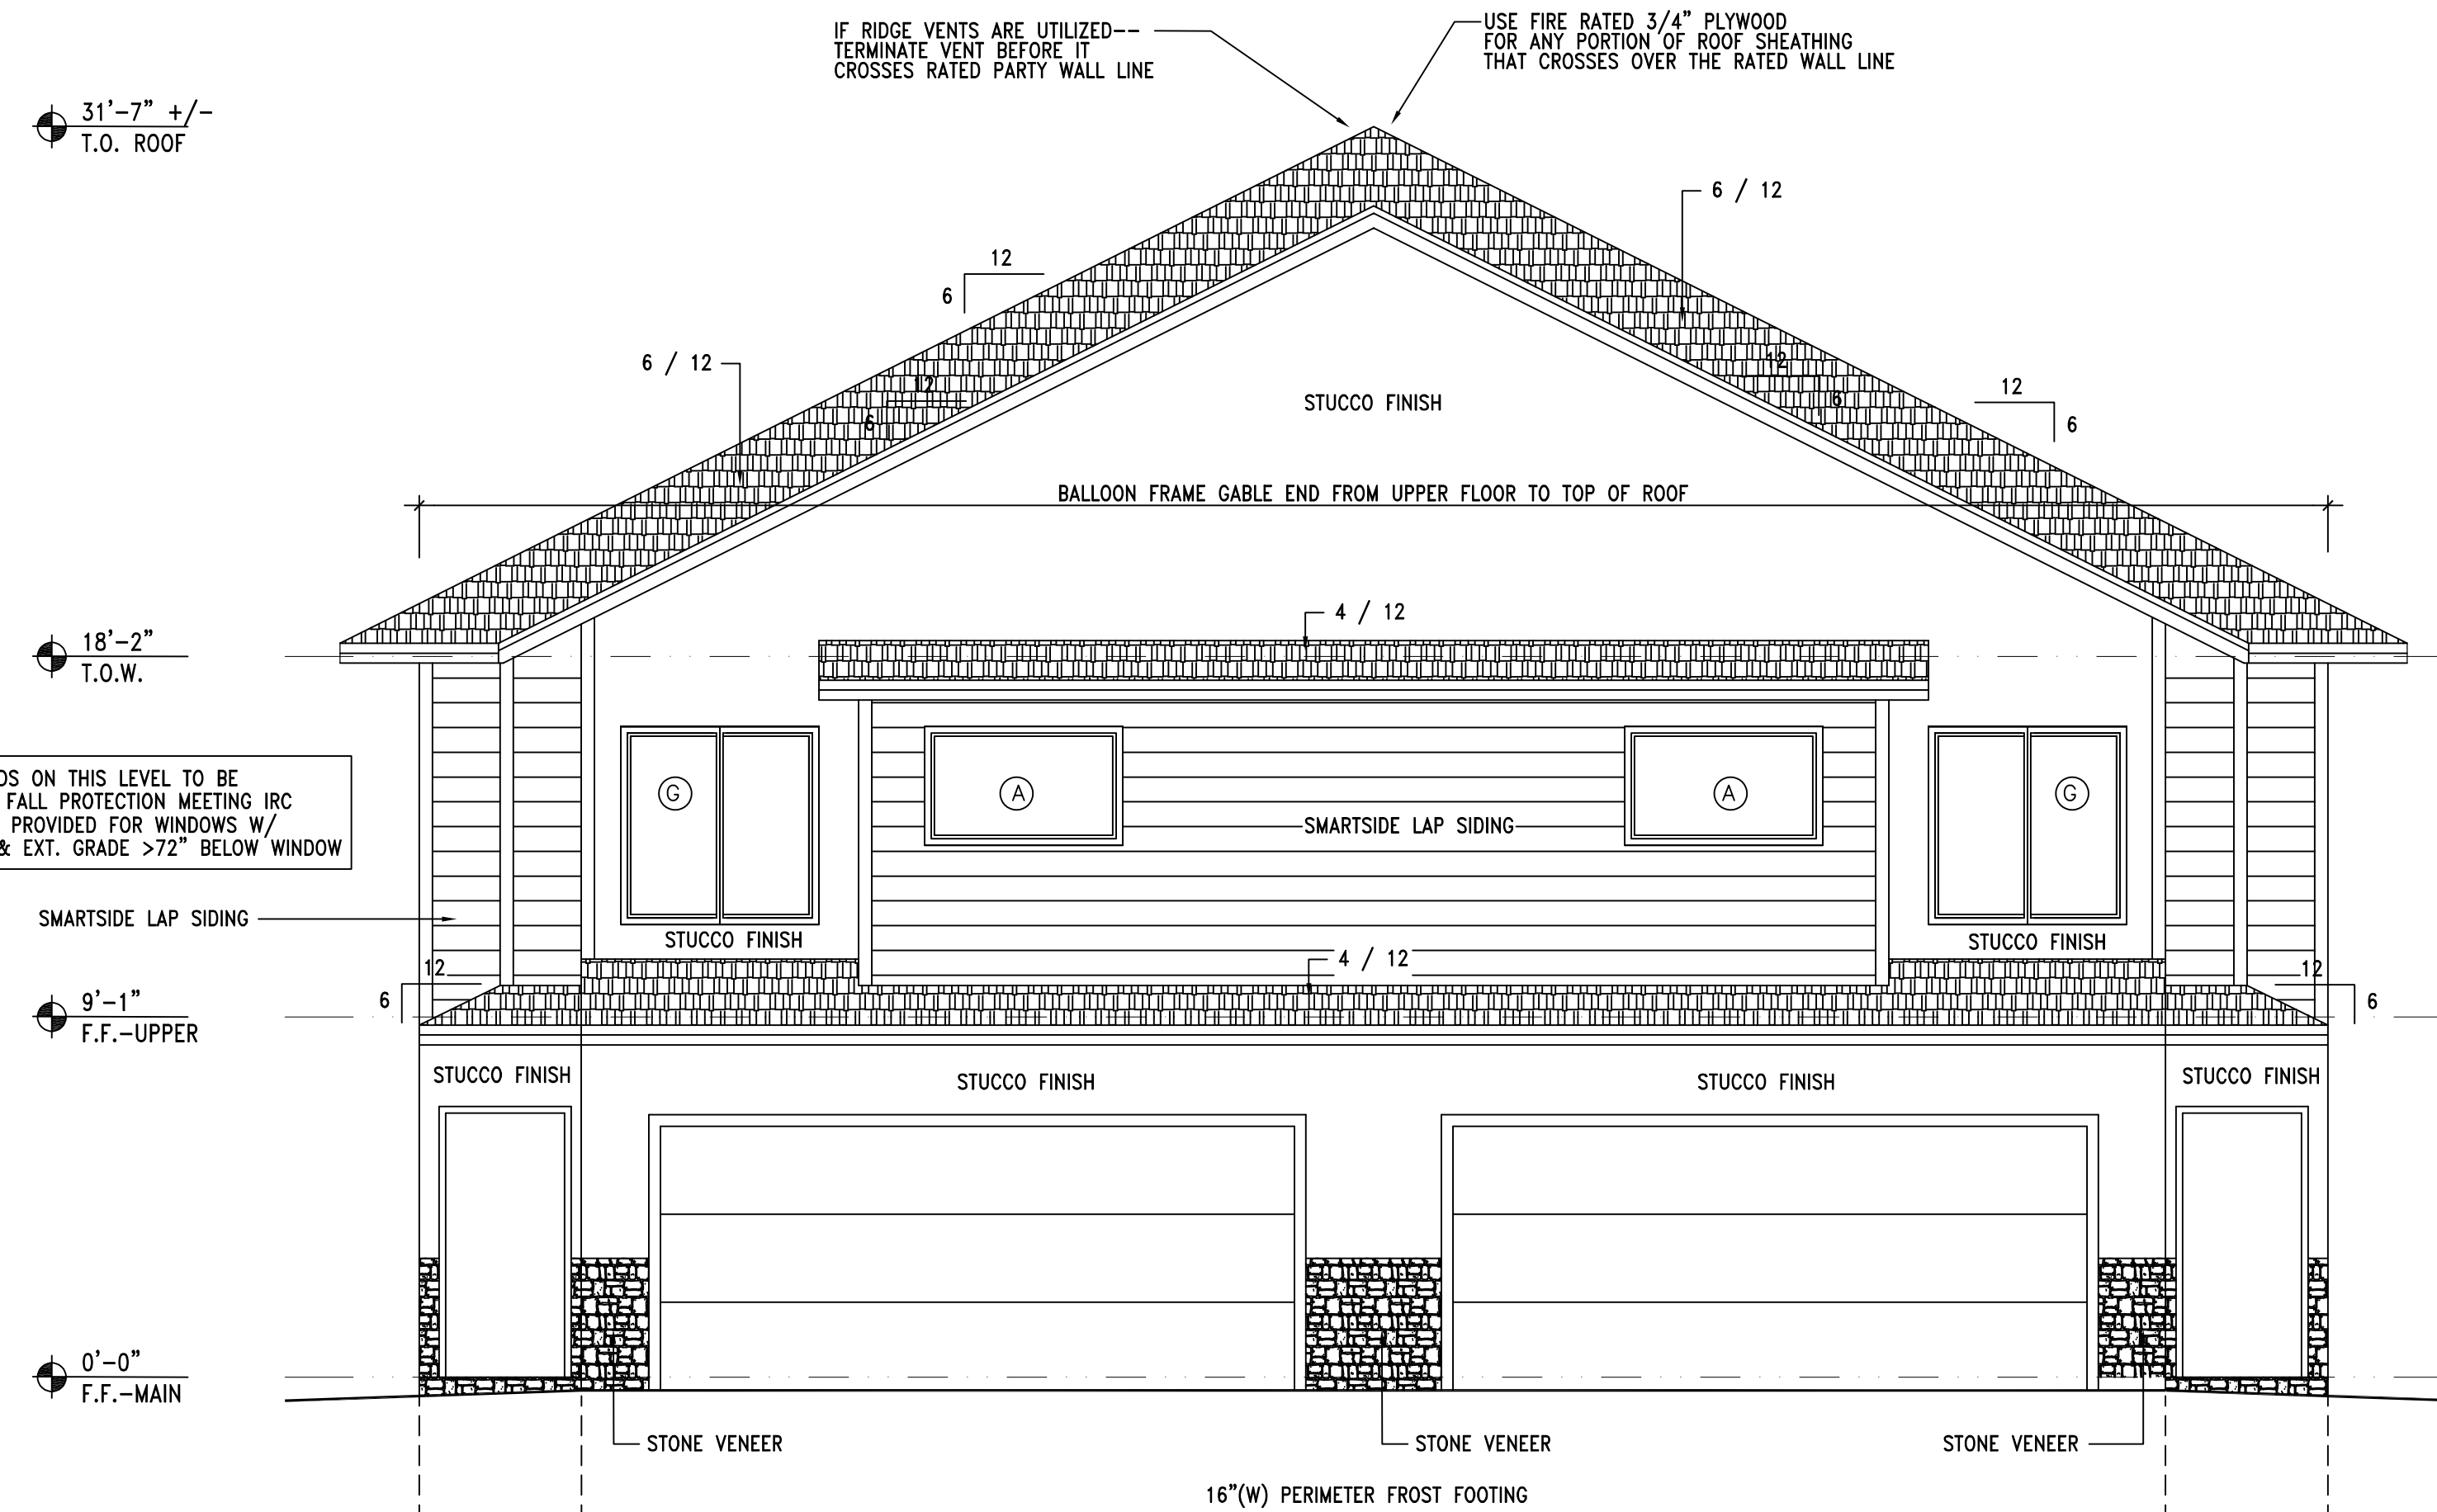 IF RIDGE VENTS ARE UTILIZED--
TERMINATE VENT BEFORE IT
CROSSES RATED PARTY WALL LINE
USE FIRE RATED 3/4" PLYWOOD
FOR ANY PORTION OF ROOF SHEATHING
THAT CROSSES OVER THE RATED WALL LINE
31'-7" +/-
T.O. ROOF
6 / 12
12
6
6 / 12
12
6
12
6
12
6
STUCCO FINISH
BALLOON FRAME GABLE END FROM UPPER FLOOR TO TOP OF ROOF
4 / 12
18'-2"
T.O.W.
OS ON THIS LEVEL TO BE
FALL PROTECTION MEETING IRC
PROVIDED FOR WINDOWS W/
& EXT. GRADE >72" BELOW WINDOW
G
A
A
G
SMARTSIDE LAP SIDING
SMARTSIDE LAP SIDING
STUCCO FINISH
STUCCO FINISH
4 / 12
12
6
12
6
9'-1"
F.F.-UPPER
STUCCO FINISH
STUCCO FINISH
STUCCO FINISH
STUCCO FINISH
0'-0"
F.F.-MAIN
STONE VENEER
STONE VENEER
STONE VENEER
16"(W) PERIMETER FROST FOOTING